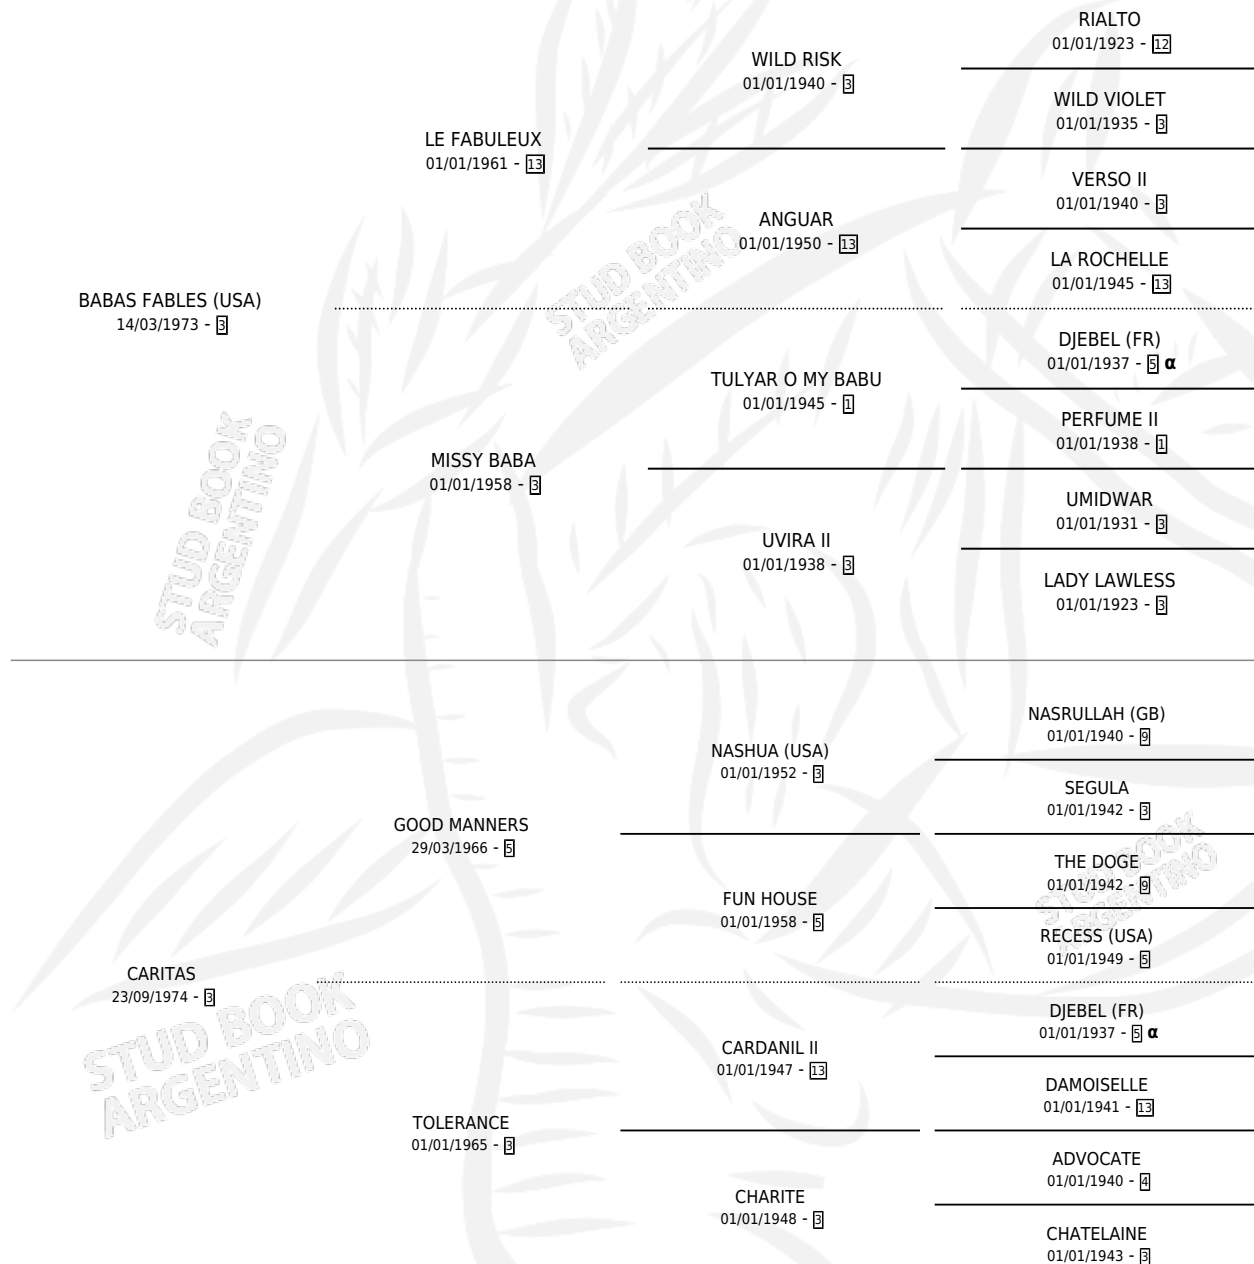 RIALTO
01/01/1923 - 12
WILD RISK
01/01/1940 - 3
WILD VIOLET
01/01/1935 - 3
LE FABULEUX
01/01/1961 - 13
VERSO II
01/01/1940 - 3
ANGUAR
01/01/1950 - 13
LA ROCHELLE
01/01/1945 - 13
BABAS FABLES (USA)
14/03/1973 - 3
DJEBEL (FR)
01/01/1937 - 5 α
TULYAR O MY BABU
01/01/1945 - 1
PERFUME II
01/01/1938 - 1
MISSY BABA
01/01/1958 - 3
UMIDWAR
01/01/1931 - 3
UVIRA II
01/01/1938 - 3
LADY LAWLESS
01/01/1923 - 3
NASRULLAH (GB)
01/01/1940 - 9
NASHUA (USA)
01/01/1952 - 3
SEGULA
01/01/1942 - 3
GOOD MANNERS
29/03/1966 - 5
THE DOGE
01/01/1942 - 9
FUN HOUSE
01/01/1958 - 5
RECESS (USA)
01/01/1949 - 5
CARITAS
23/09/1974 - 3
DJEBEL (FR)
01/01/1937 - 5 α
CARDANIL II
01/01/1947 - 13
DAMOISELLE
01/01/1941 - 13
TOLERANCE
01/01/1965 - 3
ADVOCATE
01/01/1940 - 4
CHARITE
01/01/1948 - 3
CHATELAINE
01/01/1943 - 3
STUD BOOK
ARGENTINO
STUD BOOK
ARGENTINO
STUD BOOK
ARGENTINO
STUD BOOK
ARGENTINO